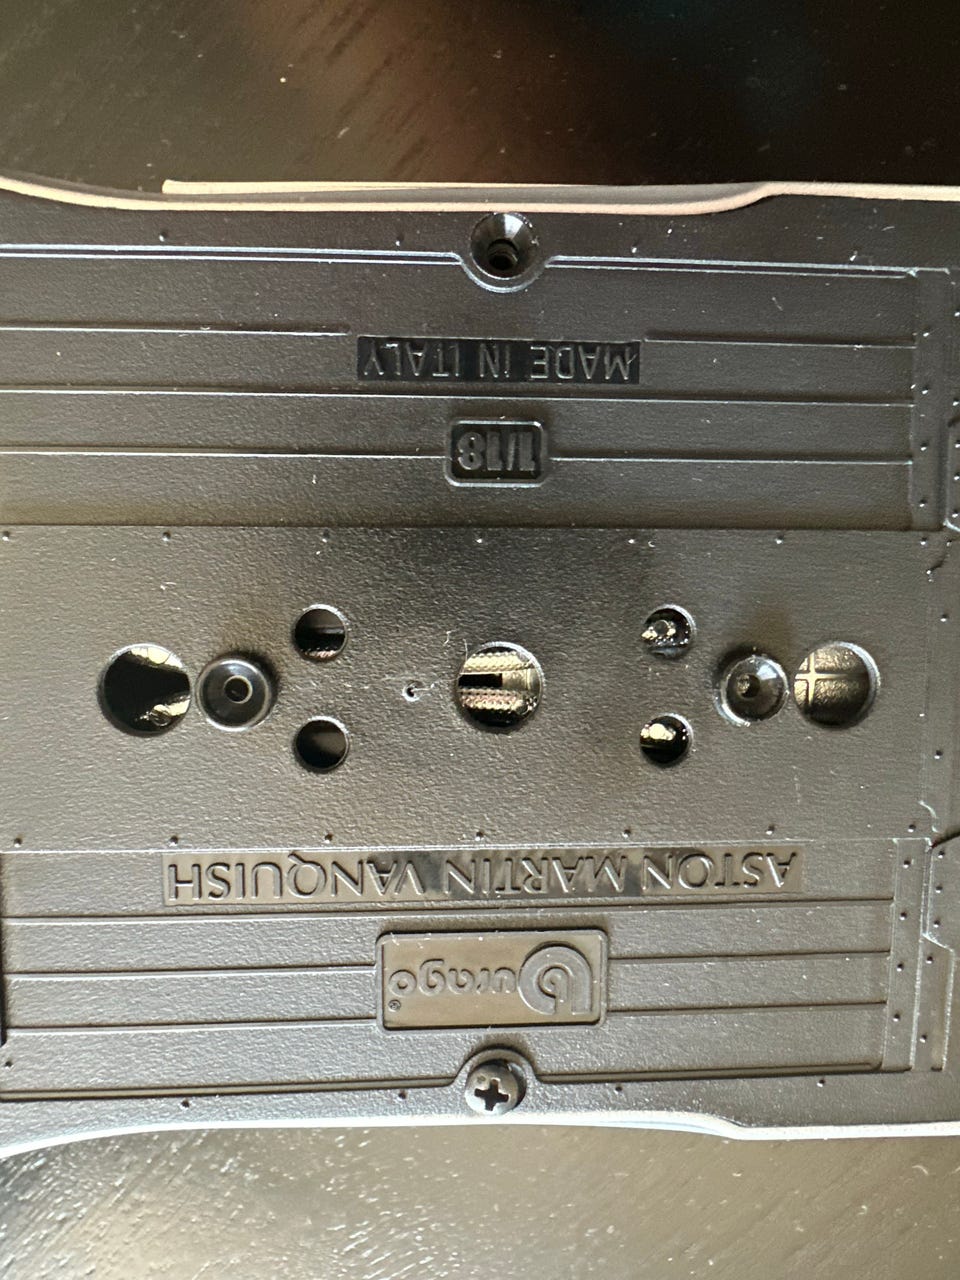 Burago®
ASTON MARTIN VANQUISH
1/18
MADE IN ITALY